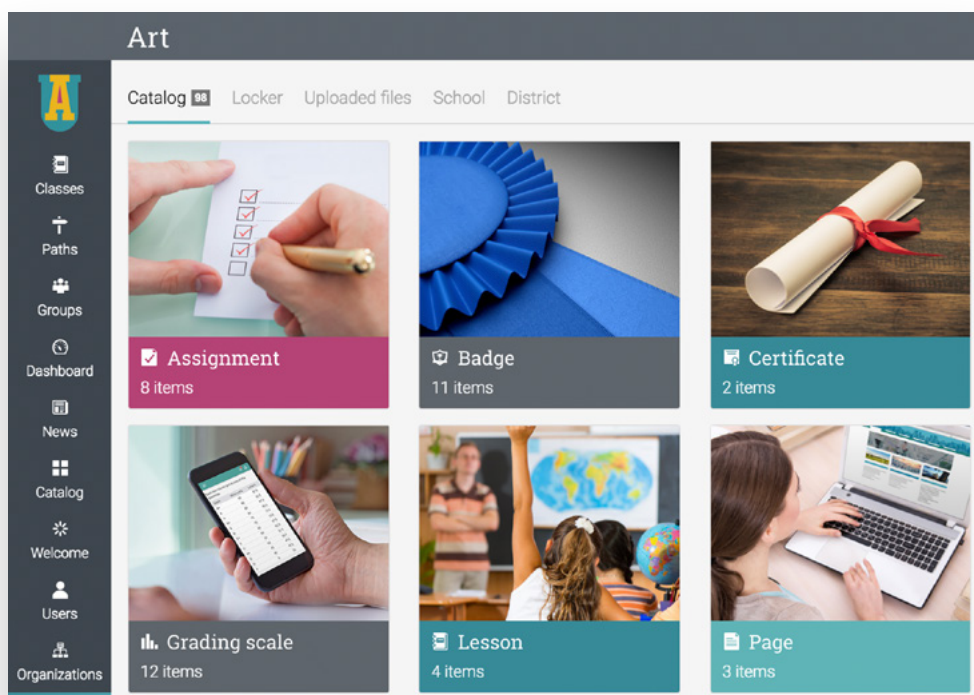 Art
A
Catalog 98 Locker Uploaded files School District
Classes
Paths
Groups
Dashboard
News
Catalog
Welcome
Users
Organizations
Assignment
8 items
Badge
11 items
Certificate
2 items
Grading scale
12 items
Lesson
4 items
Page
3 items